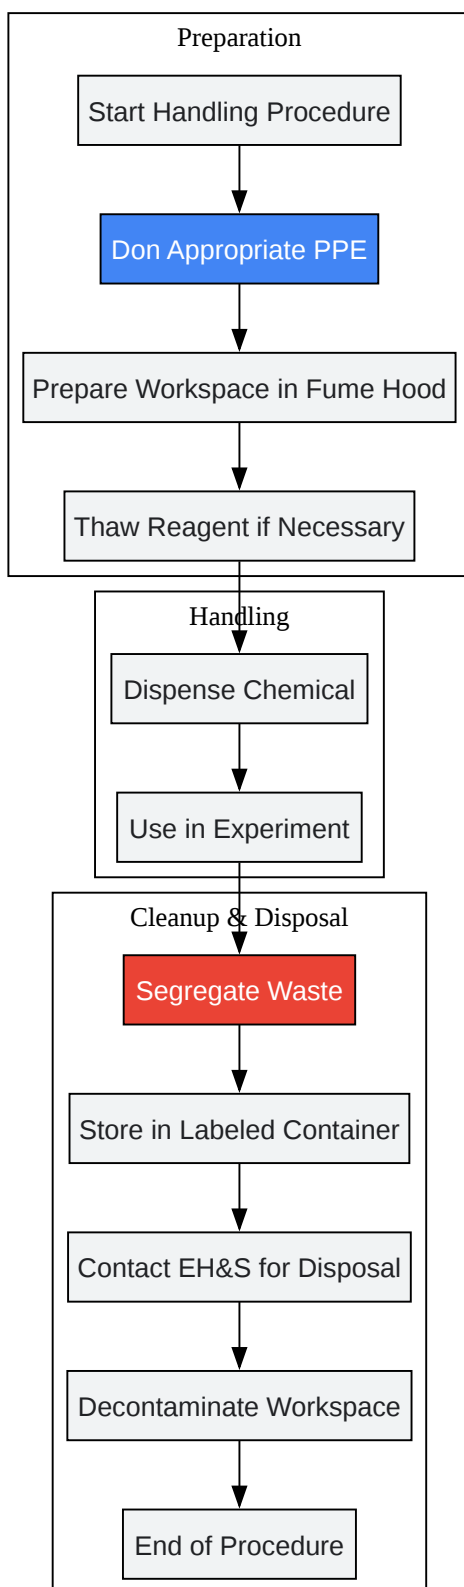 Preparation
Start Handling Procedure
Don Appropriate PPE
Prepare Workspace in Fume Hood
Thaw Reagent if Necessary
Handling
Dispense Chemical
Use in Experiment
Cleanup & Disposal
Segregate Waste
Store in Labeled Container
Contact EH&S for Disposal
Decontaminate Workspace
End of Procedure